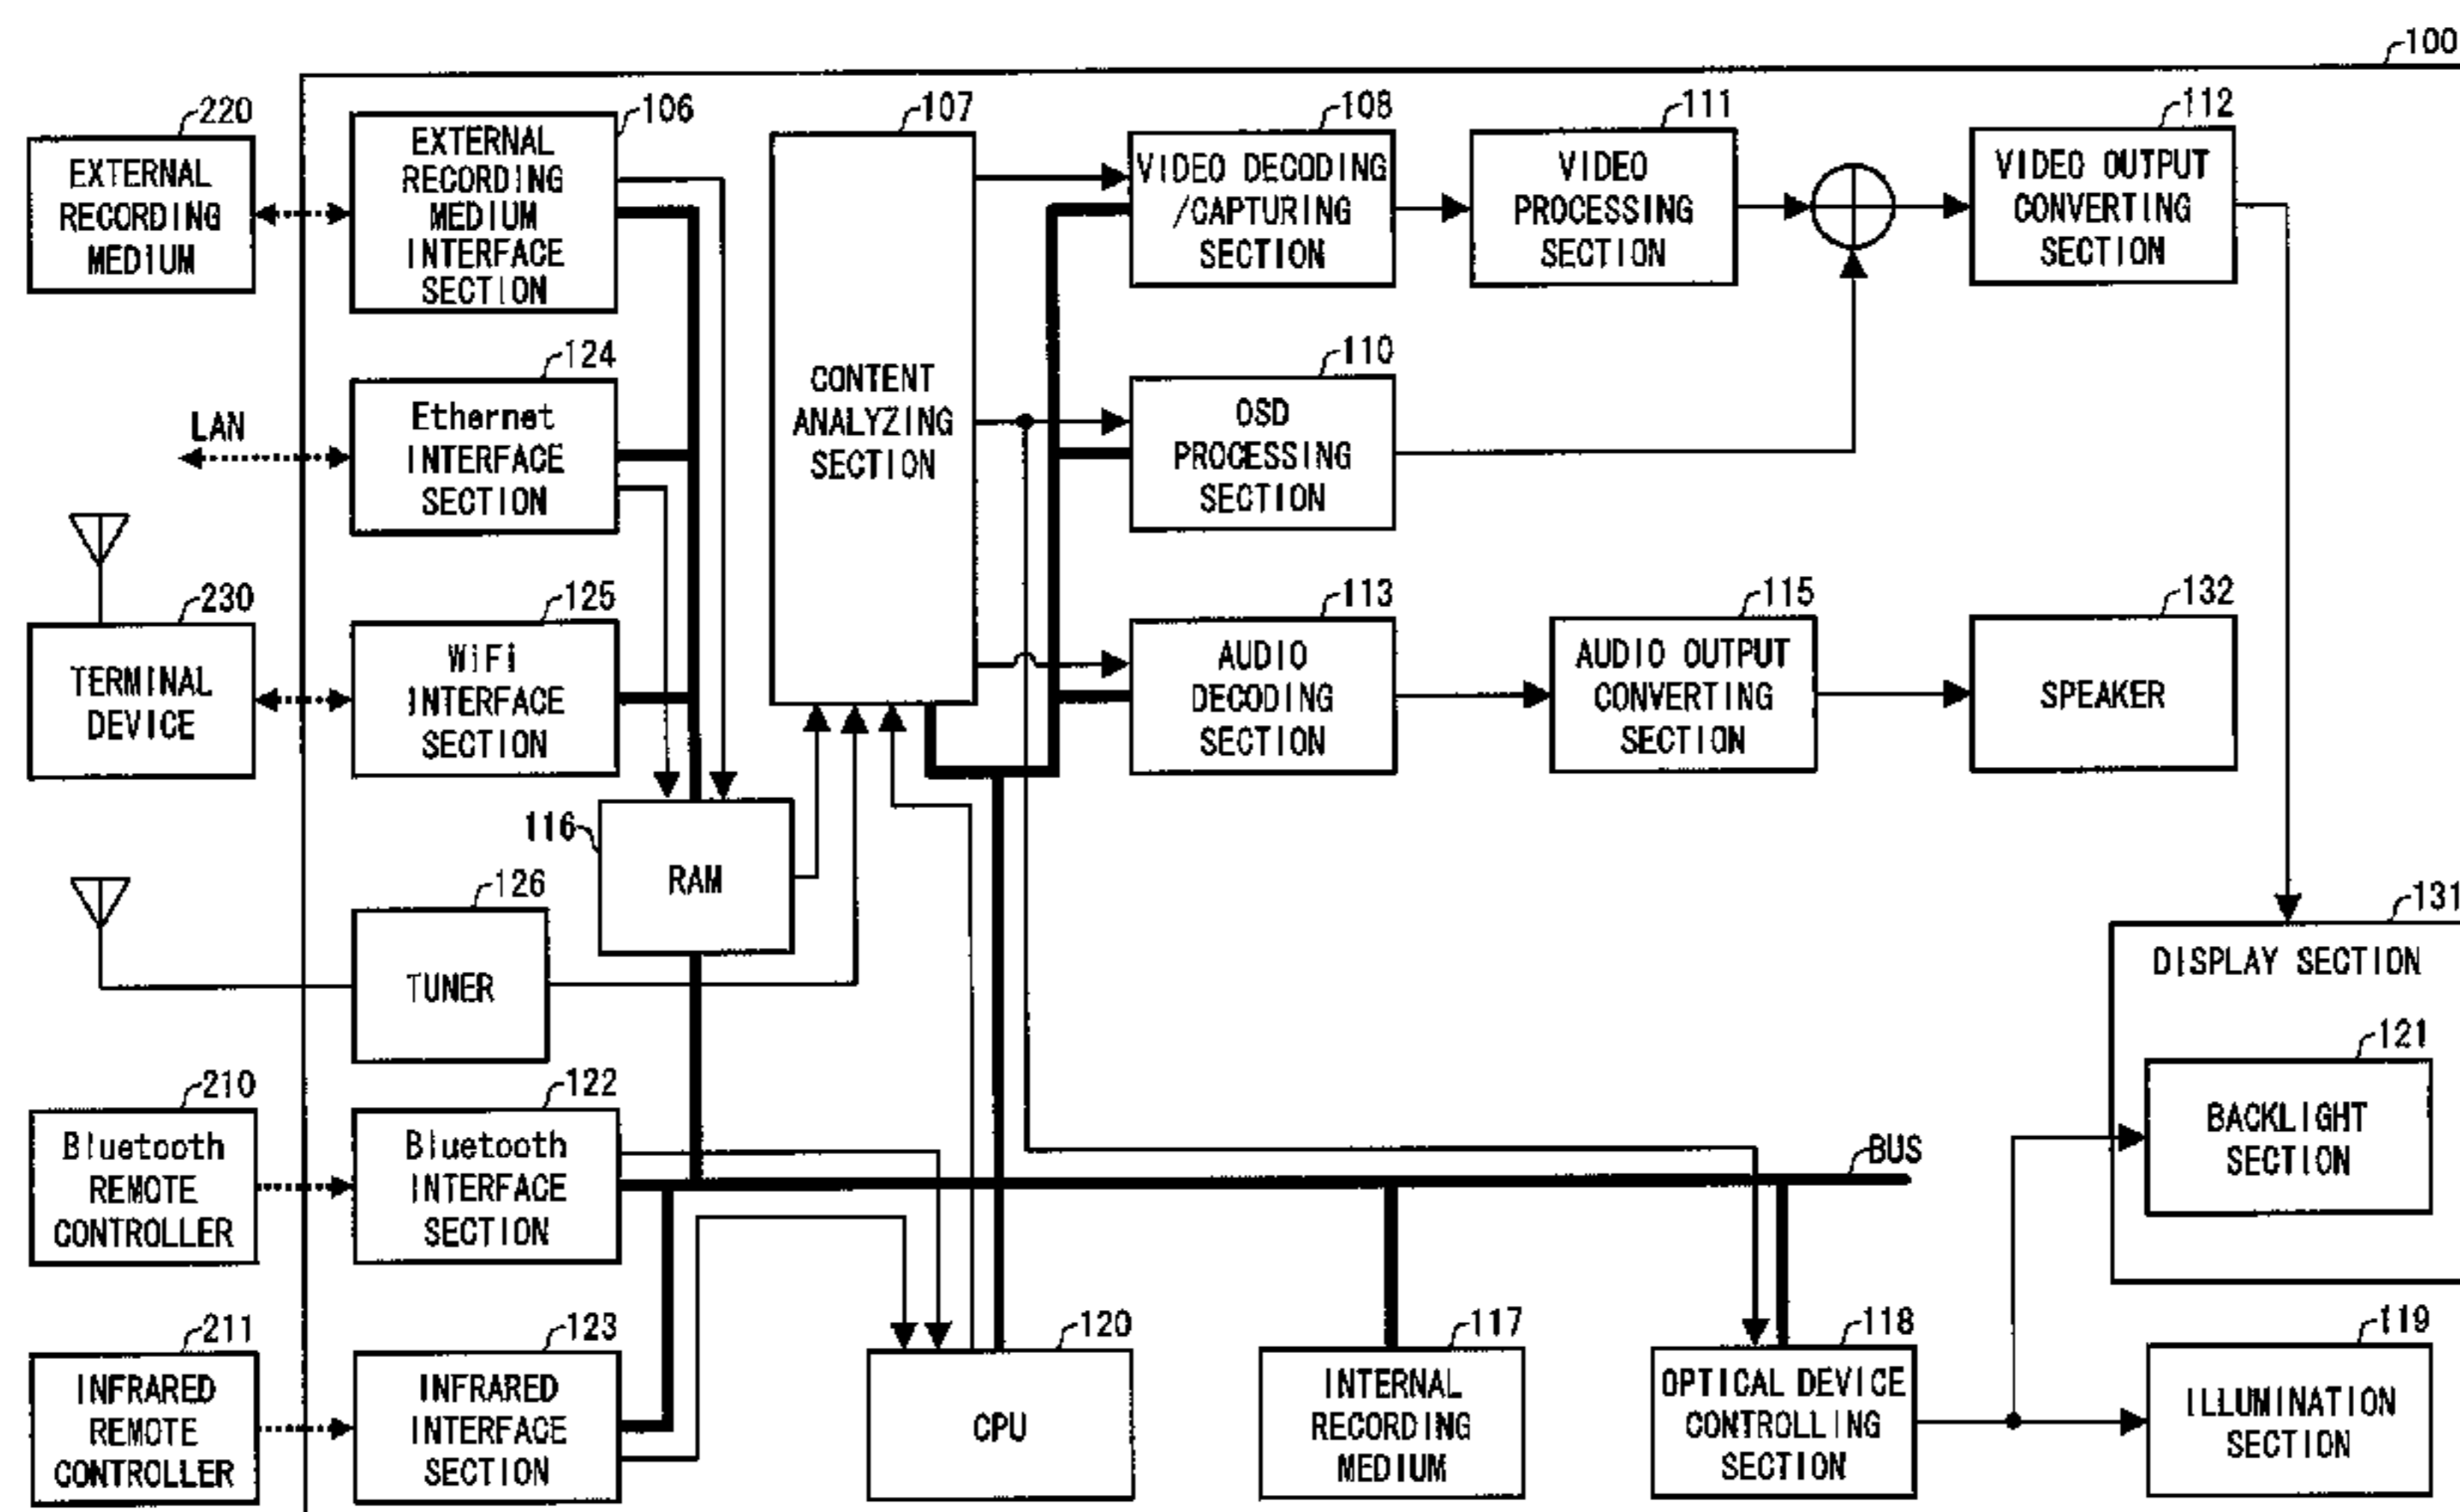 100
220
EXTERNAL
RECORDING
MEDIUM
106
EXTERNAL
RECORDING
MEDIUM
INTERFACE
SECTION
107
CONTENT
ANALYZING
SECTION
108
VIDEO DECODING
/CAPTURING
SECTION
111
VIDEO
PROCESSING
SECTION
112
VIDEO OUTPUT
CONVERTING
SECTION
LAN
124
Ethernet
INTERFACE
SECTION
110
OSD
PROCESSING
SECTION
230
TERMINAL
DEVICE
125
WiFi
INTERFACE
SECTION
113
AUDIO
DECODING
SECTION
115
AUDIO OUTPUT
CONVERTING
SECTION
132
SPEAKER
116
RAM
126
TUNER
131
DISPLAY SECTION
121
BACKLIGHT
SECTION
210
Bluetooth
REMOTE
CONTROLLER
122
Bluetooth
INTERFACE
SECTION
BUS
211
INFRARED
REMOTE
CONTROLLER
123
INFRARED
INTERFACE
SECTION
120
CPU
117
INTERNAL
RECORDING
MEDIUM
118
OPTICAL DEVICE
CONTROLLING
SECTION
119
ILLUMINATION
SECTION